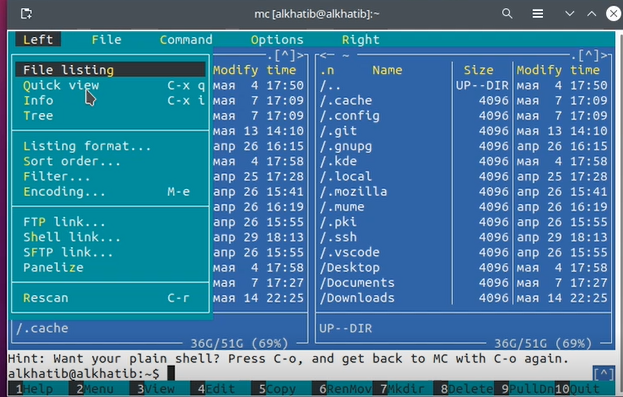 mc [alkhatib@alkhatib]:~
Left File Command Options Right
.[^]> <— ~ .[^]>
File listing Modify time .n Name Size Modify time
Quick view C-x q мая 4 17:50 /.. UP--DIR мая 4 17:50
Info C-x i мая 7 17:09 /.cache 4096 мая 7 17:09
Tree мая 7 17:09 /.config 4096 мая 7 17:09
мая 13 14:10 /.git 4096 мая 13 14:10
Listing format... апр 26 16:15 /.gnupg 4096 апр 26 16:15
Sort order... мая 4 17:58 /.kde 4096 мая 4 17:58
Filter... апр 25 17:28 /.local 4096 апр 25 17:28
Encoding... M-e апр 26 15:41 /.mozilla 4096 апр 26 15:41
апр 26 16:19 /.mume 4096 апр 26 16:19
FTP link... апр 26 15:55 /.pki 4096 апр 26 15:55
Shell link... апр 29 18:13 /.ssh 4096 апр 29 18:13
SFTP link... апр 26 15:55 /.vscode 4096 апр 26 15:55
Panelize мая 4 17:58 /Desktop 4096 мая 4 17:58
мая 7 17:27 /Documents 4096 мая 7 17:27
Rescan C-r мая 14 22:25 /Downloads 4096 мая 14 22:25
/.cache UP--DIR
36G/51G (69%) 36G/51G (69%)
Hint: Want your plain shell? Press C-o, and get back to MC with C-o again.
alkhatib@alkhatib:~$ [^]
1Help 2Menu 3View 4Edit 5Copy 6RenMov 7Mkdir 8Delete 9PullDn 10Quit